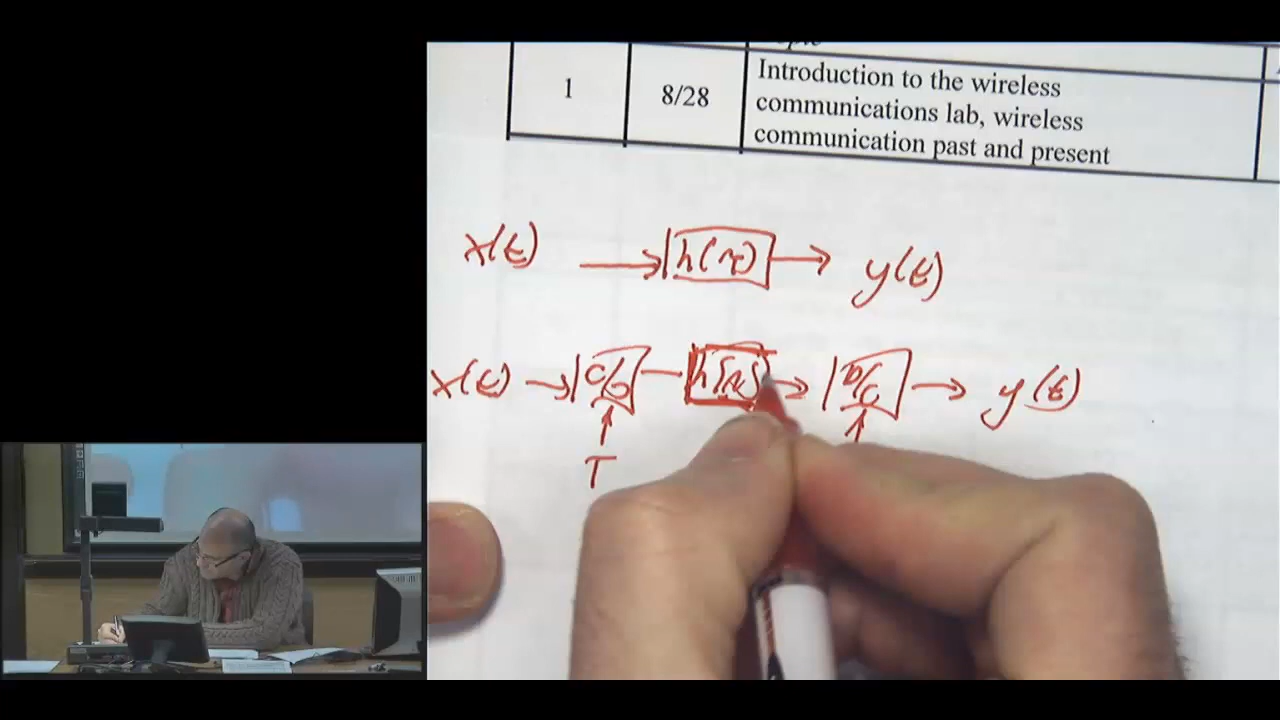 1 8/28 Introduction to the wireless
communications lab, wireless
communication past and present
x(t) → h(τ) → y(t)
x(t) → C/D h[n] → D/C → y(t)
T